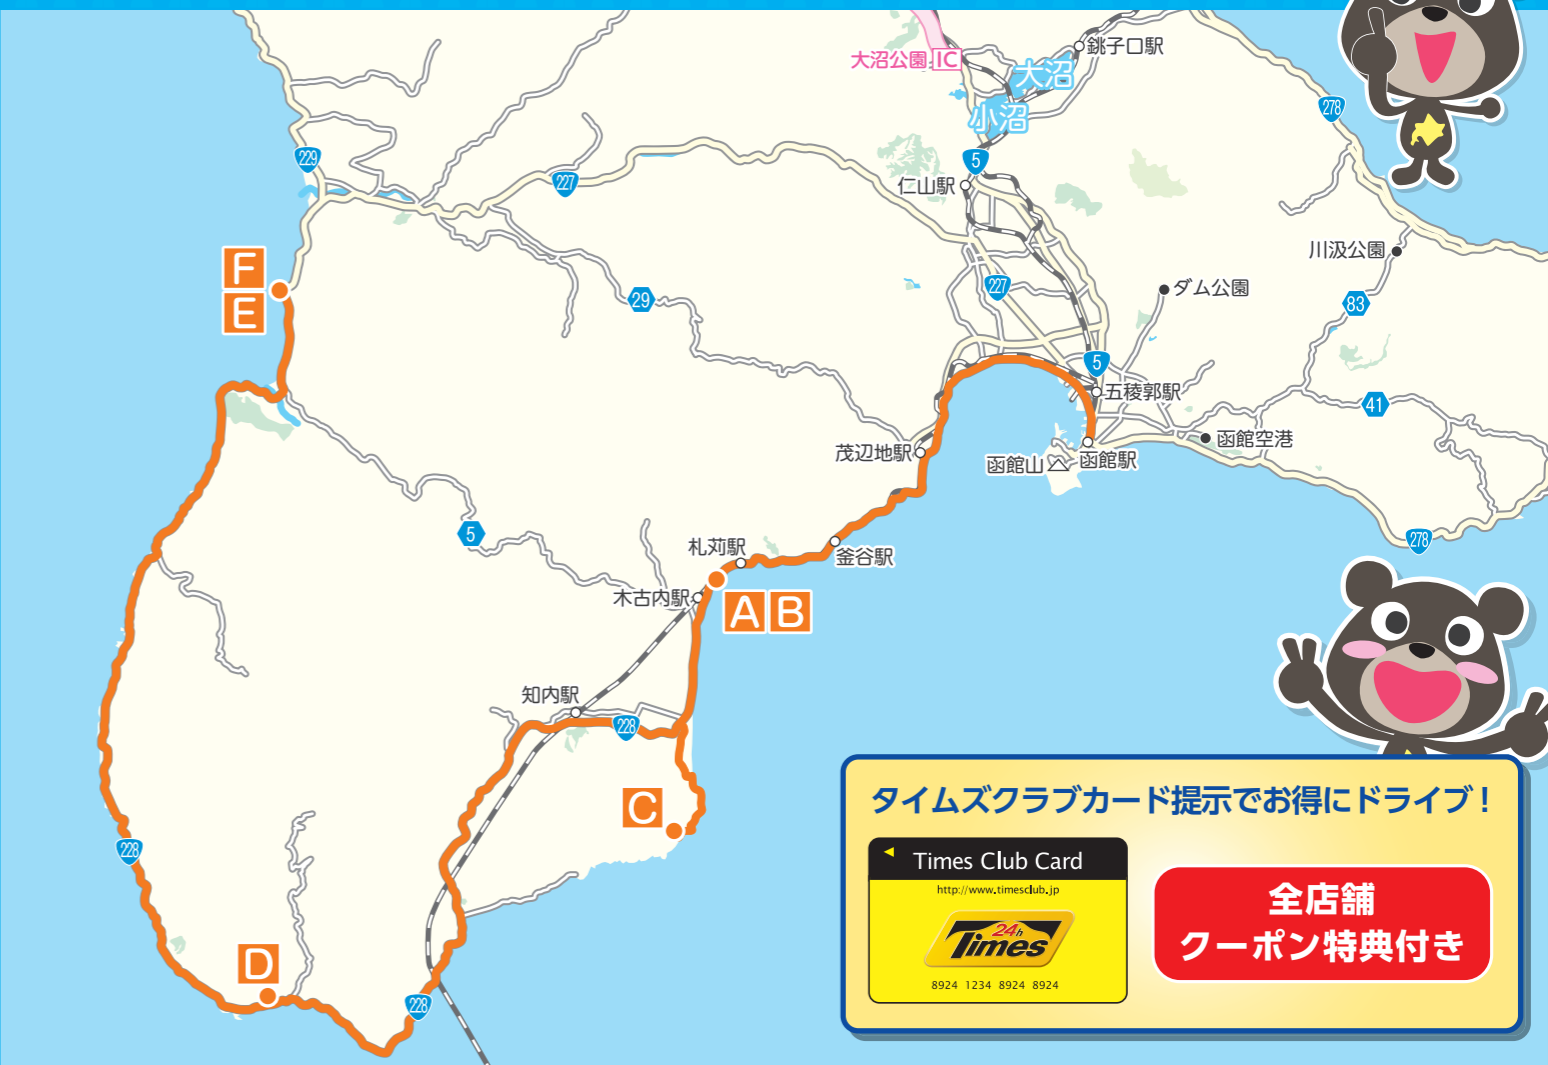 大沼公園 IC
銚子口駅
大沼
小沼
278
5
229
227
仁山駅
川汲公園
F
E
29
227
ダム公園
83
5
五稜郭駅
41
函館空港
茂辺地駅
函館山
函館駅
5
札苅駅
釜谷駅
278
木古内駅
A B
知内駅
228
C
228
D
228
タイムズクラブカード提示でお得にドライブ!
Times Club Card
http://www.timesclub.jp
24h
Times
8924 1234 8924 8924
全店舗
クーポン特典付き